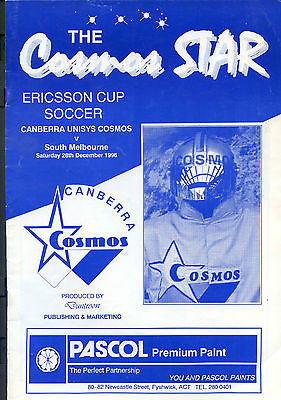 THE
Cosmos STAR
ERICSSON CUP
SOCCER
CANBERRA UNISYS COSMOS
v
South Melbourne
Saturday 28th December 1996
CANBERRA
Cosmos
COSMO
COSMOS
PRODUCED BY
Duntroon
PUBLISHING & MARKETING
PASCOL Premium Paint
The Perfect Partnership
YOU AND PASCOL PAINTS
80-82 Newcastle Street, Fyshwick, ACT TEL. 280 0401